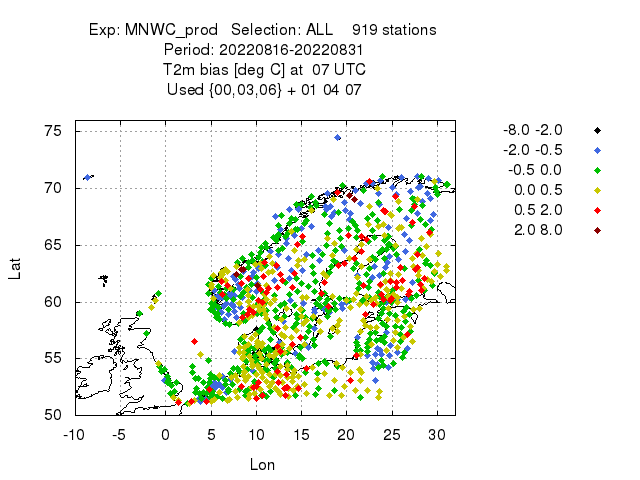 Exp: MNWC_prod Selection: ALL 919 stations
Period: 20220816-20220831
T2m bias [deg C] at 07 UTC
Used {00,03,06} + 01 04 07
75
70
65
60
55
50
-10 -5 0 5 10 15 20 25 30
Lat
Lon
-8.0 -2.0
-2.0 -0.5
-0.5 0.0
0.0 0.5
0.5 2.0
2.0 8.0